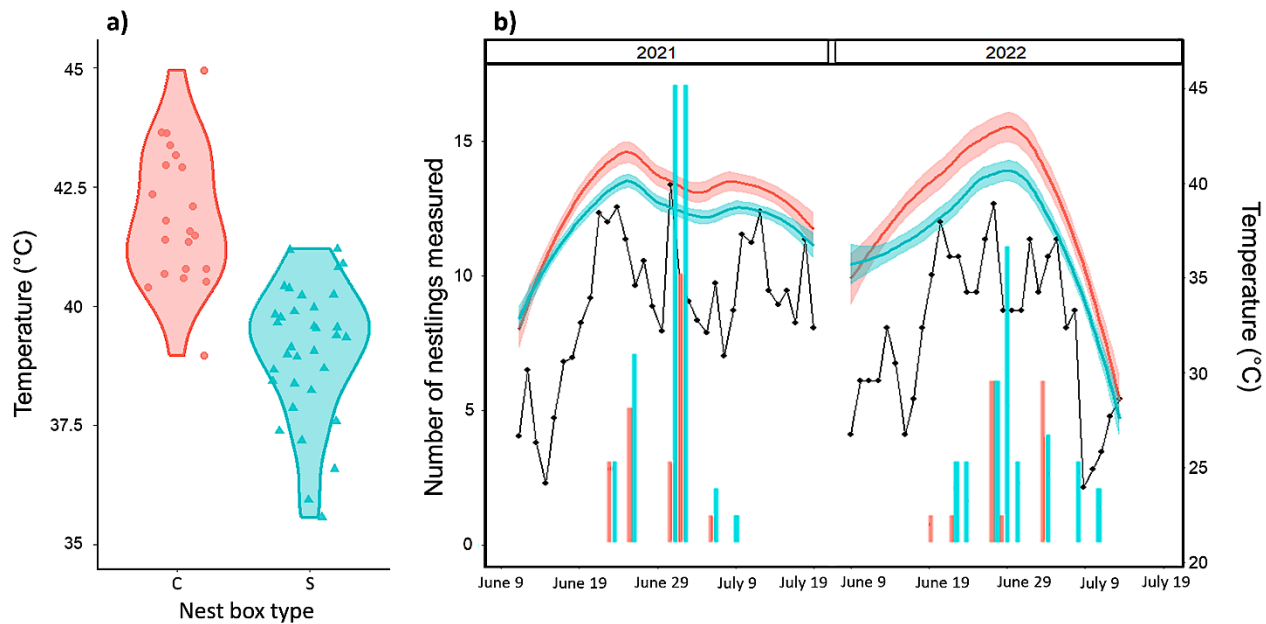 a)
Temperature (°C)
45
42.5
40
37.5
35
C
S
Nest box type
b)
2021
2022
Number of nestlings measured
15
10
5
0
45
40
35
30
25
20
Temperature (°C)
June 9
June 19
June 29
July 9
July 19
June 9
June 19
June 29
July 9
July 19